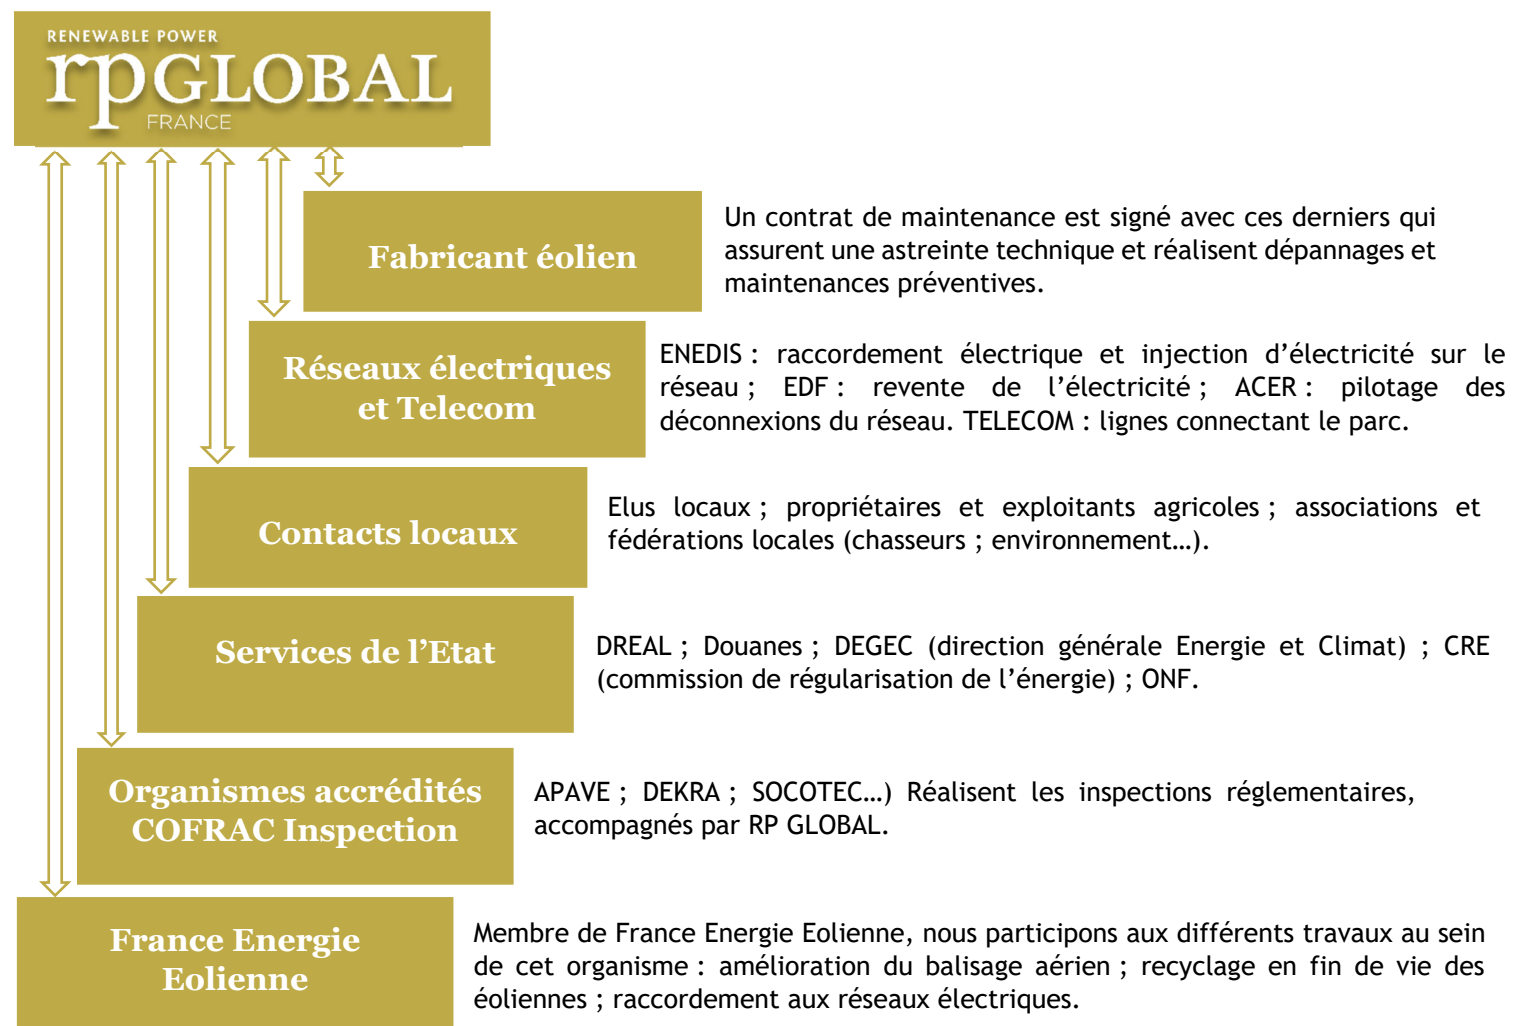 RENEWABLE POWER
rpGLOBAL
FRANCE
Fabricant éolien
Un contrat de maintenance est signé avec ces derniers qui
assurent une astreinte technique et réalisent dépannages et
maintenances préventives.
Réseaux électriques
et Telecom
ENEDIS : raccordement électrique et injection d’électricité sur le
réseau ; EDF : revente de l’électricité ; ACER : pilotage des
déconnexions du réseau. TELECOM : lignes connectant le parc.
Contacts locaux
Elus locaux ; propriétaires et exploitants agricoles ; associations et
fédérations locales (chasseurs ; environnement…).
Services de l’Etat
DREAL ; Douanes ; DEGEC (direction générale Energie et Climat) ; CRE
(commission de régularisation de l’énergie) ; ONF.
Organismes accrédités
COFRAC Inspection
APAVE ; DEKRA ; SOCOTEC…) Réalisent les inspections réglementaires,
accompagnés par RP GLOBAL.
France Energie
Eolienne
Membre de France Energie Eolienne, nous participons aux différents travaux au sein
de cet organisme : amélioration du balisage aérien ; recyclage en fin de vie des
éoliennes ; raccordement aux réseaux électriques.